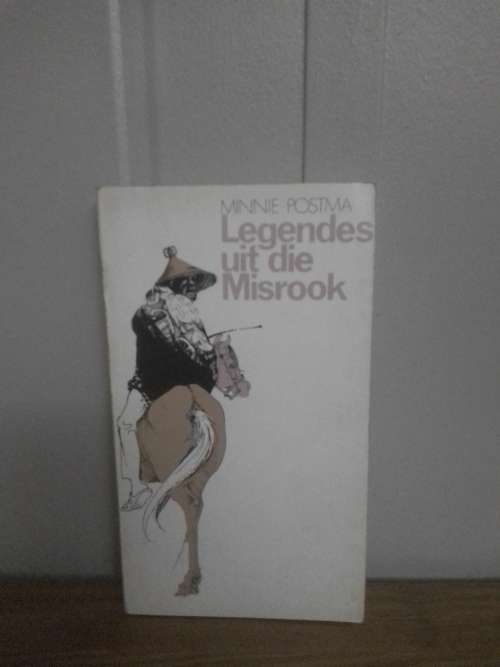 MINNIE POSTMA
Legendes
uit die
Misrook